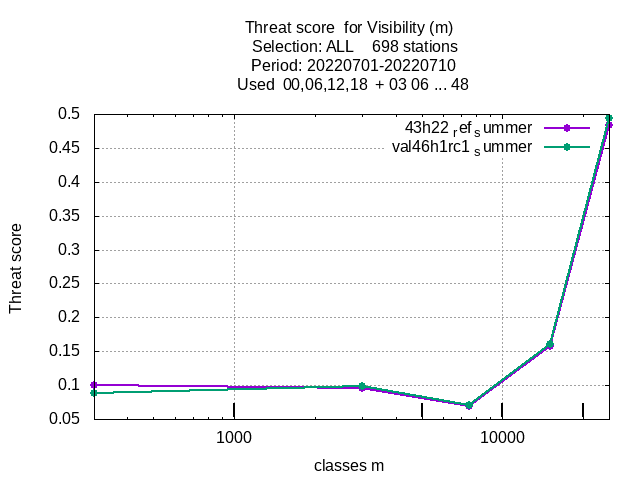 Threat score for Visibility (m)
Selection: ALL 698 stations
Period: 20220701-20220710
Used 00,06,12,18 + 03 06 ... 48
43h22 ref summer
val46h1rc1 summer
0.5
0.45
0.4
0.35
0.3
0.25
0.2
0.15
0.1
0.05
Threat score
1000
10000
classes m